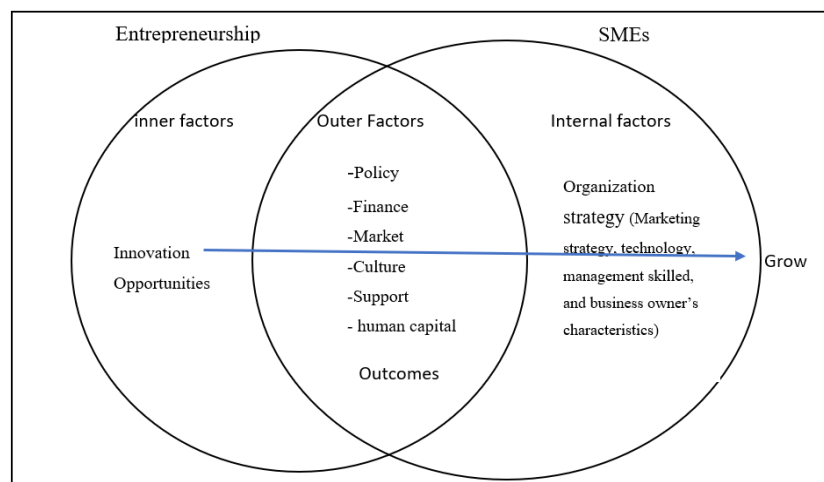 Entrepreneurship
SMEs
inner factors
Outer Factors
Internal factors
-Policy
-Finance
-Market
-Culture
-Support
- human capital
Outcomes
Innovation
Opportunities
Organization
strategy (Marketing
strategy, technology,
management skilled,
and business owner’s
characteristics)
Grow